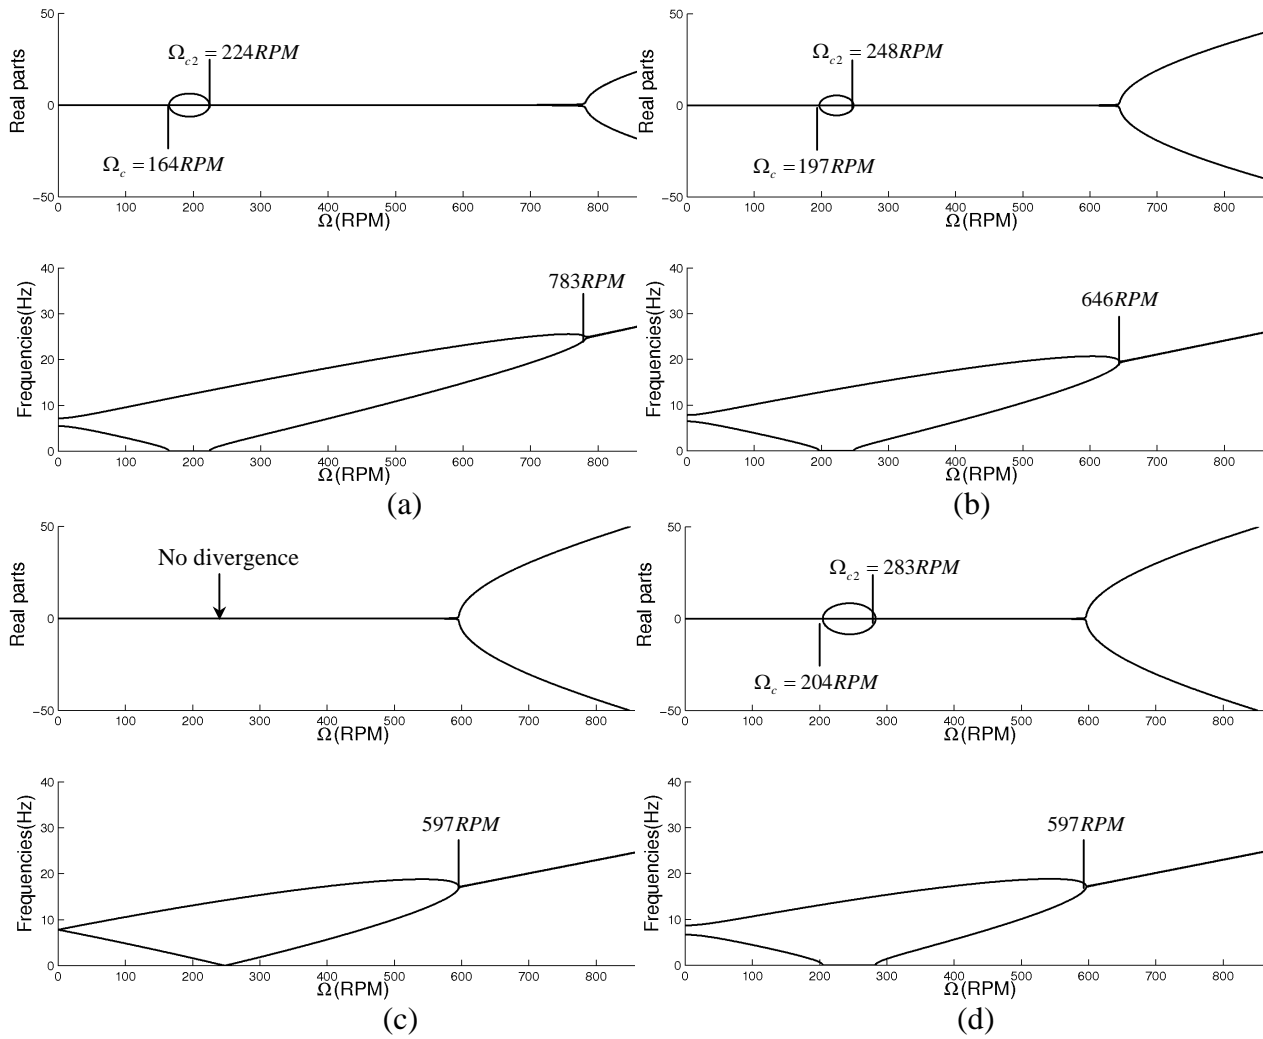 50
Ω_c2 = 224RPM
Real parts
0
Ω_c = 164RPM
−50
0 100 200 300 400 500 600 700 800
Ω(RPM)
40
783RPM
30
Frequencies(Hz)
20
10
0
0 100 200 300 400 500 600 700 800
Ω(RPM)
(a)
50
Ω_c2 = 248RPM
Real parts
0
Ω_c = 197RPM
−50
0 100 200 300 400 500 600 700 800
Ω(RPM)
40
646RPM
30
Frequencies(Hz)
20
10
0
0 100 200 300 400 500 600 700 800
Ω(RPM)
(b)
50
No divergence
Real parts
0
−50
0 100 200 300 400 500 600 700 800
Ω(RPM)
40
597RPM
30
Frequencies(Hz)
20
10
0
0 100 200 300 400 500 600 700 800
Ω(RPM)
(c)
50
Ω_c2 = 283RPM
Real parts
0
Ω_c = 204RPM
−50
0 100 200 300 400 500 600 700 800
Ω(RPM)
40
597RPM
30
Frequencies(Hz)
20
10
0
0 100 200 300 400 500 600 700 800
Ω(RPM)
(d)